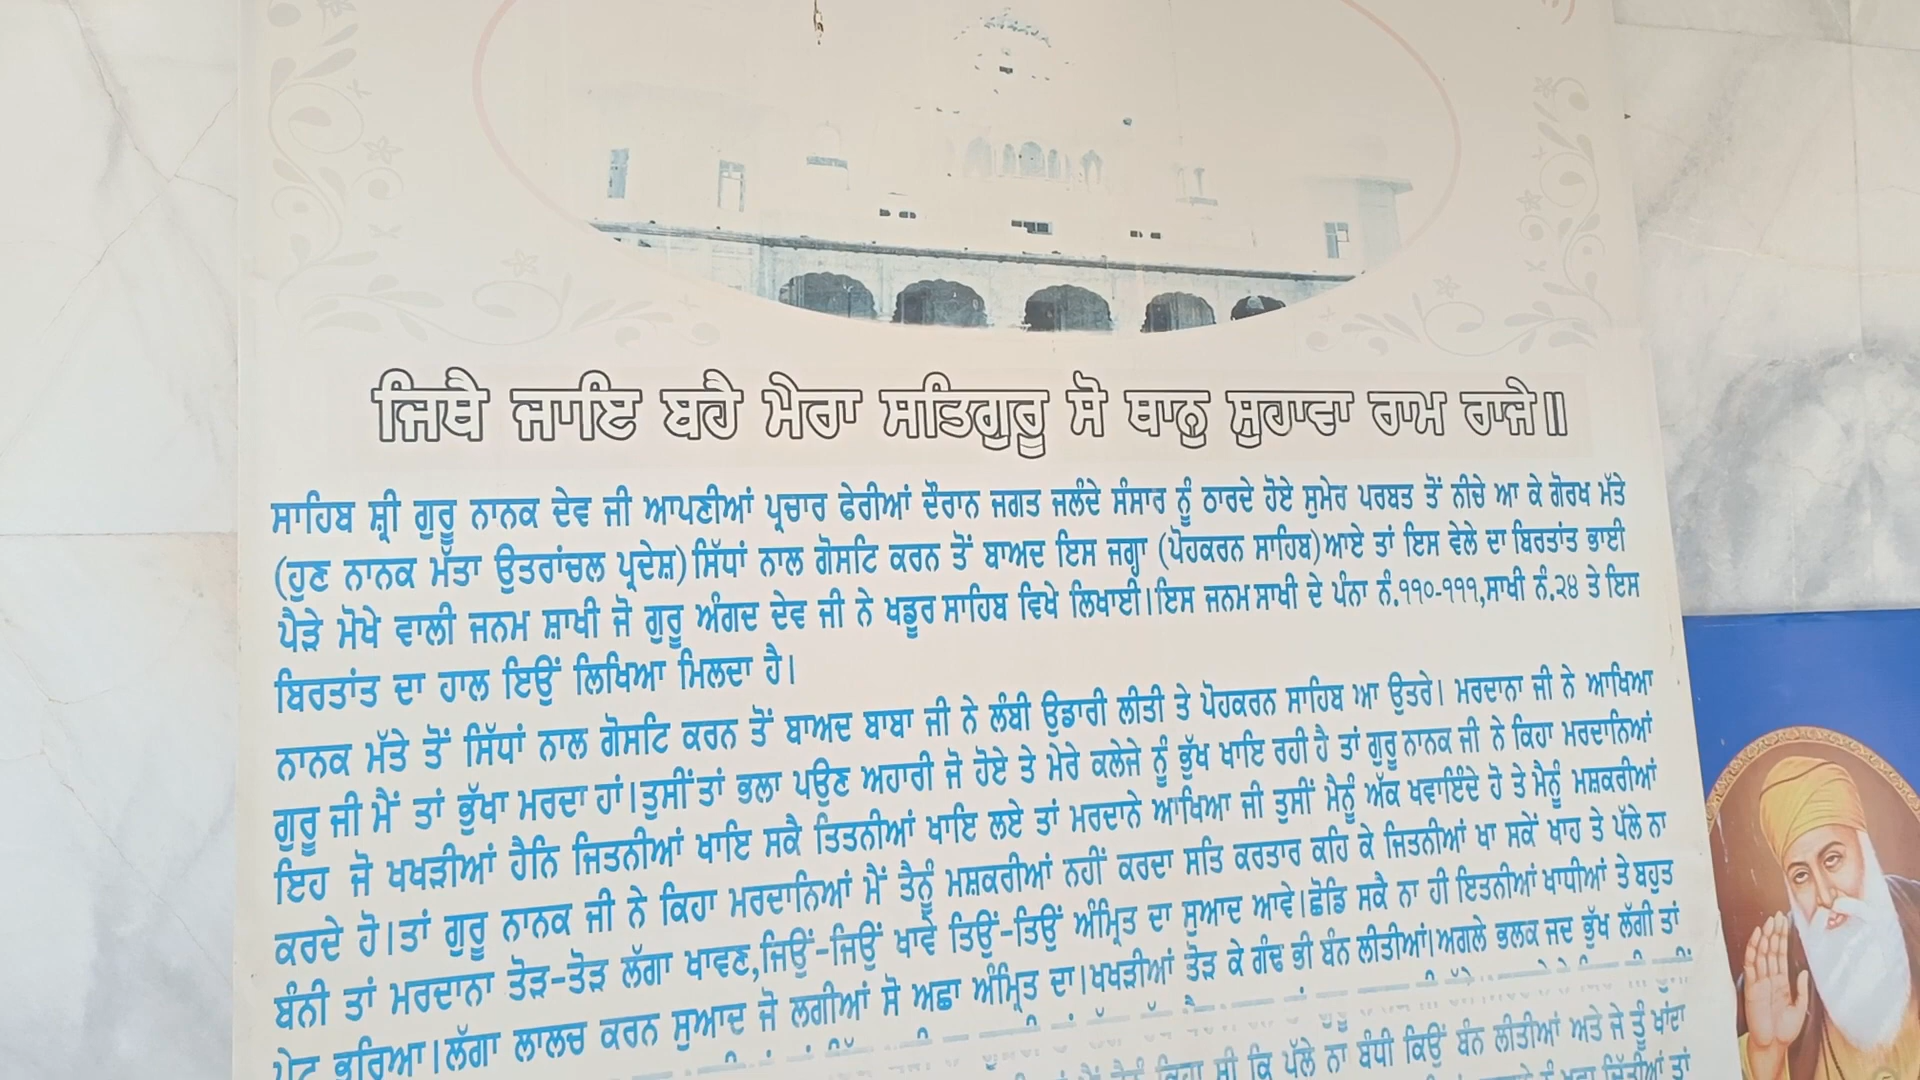 ਜਿਥੈ ਜਾਇ ਬਹੈ ਮੇਰਾ ਸਤਿਗੁਰੂ ਸੋ ਥਾਨੁ ਸੁਹਾਵਾ ਰਾਮ ਰਾਜੇ॥
ਸਾਹਿਬ ਸ਼੍ਰੀ ਗੁਰੂ ਨਾਨਕ ਦੇਵ ਜੀ ਆਪਣੀਆਂ ਪ੍ਰਚਾਰ ਫੇਰੀਆਂ ਦੌਰਾਨ ਜਗਤ ਜਲੰਦੇ ਸੰਸਾਰ ਨੂੰ ਠਾਰਦੇ ਹੋਏ ਸੁਮੇਰ ਪਰਬਤ ਤੋਂ ਨੀਚੇ ਆ ਕੇ ਗੋਰਖ ਮੱਤੇ
(ਹੁਣ ਨਾਨਕ ਮੱਤਾ ਉਤਰਾਂਚਲ ਪ੍ਰਦੇਸ਼) ਸਿੱਧਾਂ ਨਾਲ ਗੋਸਟਿ ਕਰਨ ਤੋਂ ਬਾਅਦ ਇਸ ਜਗ੍ਹਾ (ਪੋਹਕਰਨ ਸਾਹਿਬ) ਆਏ ਤਾਂ ਇਸ ਵੇਲੇ ਦਾ ਬਿਰਤਾਂਤ ਭਾਈ
ਪੈੜੇ ਮੋਖੇ ਵਾਲੀ ਜਨਮ ਸ਼ਾਖੀ ਜੋ ਗੁਰੂ ਅੰਗਦ ਦੇਵ ਜੀ ਨੇ ਖਡੂਰ ਸਾਹਿਬ ਵਿਖੇ ਲਿਖਾਈ।ਇਸ ਜਨਮ ਸਾਖੀ ਦੇ ਪੰਨਾ ਨੰ.੧੧੦-੧੧੧,ਸਾਖੀ ਨੰ.੨੪ ਤੇ ਇਸ
ਬਿਰਤਾਂਤ ਦਾ ਹਾਲ ਇਉਂ ਲਿਖਿਆ ਮਿਲਦਾ ਹੈ।
ਨਾਨਕ ਮੱਤੇ ਤੋਂ ਸਿੱਧਾਂ ਨਾਲ ਗੋਸਟਿ ਕਰਨ ਤੋਂ ਬਾਅਦ ਬਾਬਾ ਜੀ ਨੇ ਲੰਬੀ ਉਡਾਰੀ ਲੀਤੀ ਤੇ ਪੋਹਕਰਨ ਸਾਹਿਬ ਆ ਉਤਰੇ। ਮਰਦਾਨਾ ਜੀ ਨੇ ਆਖਿਆ
ਗੁਰੂ ਜੀ ਮੈਂ ਤਾਂ ਭੁੱਖਾ ਮਰਦਾ ਹਾਂ।ਤੁਸੀਂ ਤਾਂ ਭਲਾ ਪਉਣ ਅਹਾਰੀ ਜੋ ਹੋਏ ਤੇ ਮੇਰੇ ਕਲੇਜੇ ਨੂੰ ਭੁੱਖ ਖਾਇ ਰਹੀ ਹੈ ਤਾਂ ਗੁਰੂ ਨਾਨਕ ਜੀ ਨੇ ਕਿਹਾ ਮਰਦਾਨਿਆਂ
ਇਹ ਜੋ ਖਖੜੀਆਂ ਹੈਨਿ ਜਿਤਨੀਆਂ ਖਾਇ ਸਕੈ ਤਿਤਨੀਆਂ ਖਾਇ ਲਏ ਤਾਂ ਮਰਦਾਨੇ ਆਖਿਆ ਜੀ ਤੁਸੀਂ ਮੈਨੂੰ ਅੱਕ ਖਵਾਇੰਦੇ ਹੋ ਤੇ ਮੈਨੂੰ ਮਸ਼ਕਰੀਆਂ
ਕਰਦੇ ਹੋ।ਤਾਂ ਗੁਰੂ ਨਾਨਕ ਜੀ ਨੇ ਕਿਹਾ ਮਰਦਾਨਿਆਂ ਮੈਂ ਤੈਨੂੰ ਮਸ਼ਕਰੀਆਂ ਨਹੀਂ ਕਰਦਾ ਸਤਿ ਕਰਤਾਰ ਕਹਿ ਕੇ ਜਿਤਨੀਆਂ ਖਾ ਸਕੇਂ ਖਾਹ ਤੇ ਪੱਲੇ ਨਾ
ਬੰਨੀ ਤਾਂ ਮਰਦਾਨਾ ਤੋੜ-ਤੋੜ ਲੱਗਾ ਖਾਵਣ,ਜਿਉਂ-ਜਿਉਂ ਖਾਵੇ ਤਿਉਂ-ਤਿਉਂ ਅੰਮ੍ਰਿਤ ਦਾ ਸੁਆਦ ਆਵੇ।ਛੋਡਿ ਸਕੈ ਨਾ ਹੀ ਇਤਨੀਆਂ ਖਾਧੀਆਂ ਤੇ ਬਹੁਤ
ਪੇਟ ਭਰਿਆ।ਲੱਗਾ ਲਾਲਚ ਕਰਨ ਸੁਆਦ ਜੋ ਲਗੀਆਂ ਸੋ ਅਛਾ ਅੰਮ੍ਰਿਤ ਦਾ।ਖਖੜੀਆਂ ਤੋੜ ਕੇ ਗੰਢ ਭੀ ਬੰਨ ਲੀਤੀਆਂ।ਅਗਲੇ ਭਲਕ ਜਦ ਭੁੱਖ ਲੱਗੀ ਤਾਂ
ਕਿਹਾ ਸੀ ਕਿ ਪੱਲੇ ਨਾ ਬੰਧੀ ਕਿਉਂ ਬੰਨ ਲੀਤੀਆਂ ਅਤੇ ਜੇ ਤੂੰ ਖਾਂਦਾ